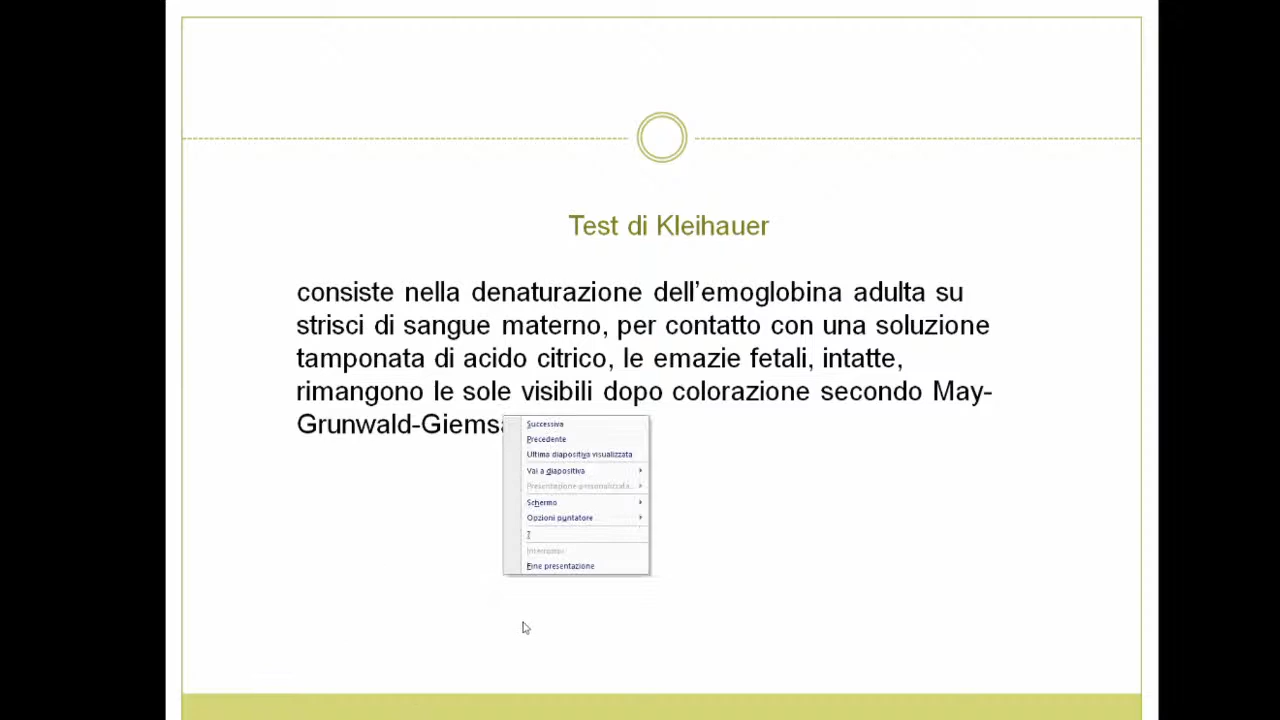 Test di Kleihauer
consiste nella denaturazione dell’emoglobina adulta su
strisci di sangue materno, per contatto con una soluzione
tamponata di acido citrico, le emazie fetali, intatte,
rimangono le sole visibili dopo colorazione secondo May-
Grunwald-Giemsa
Successiva
Precedente
Ultima diapositiva visualizzata
Vai a diapositiva
Presentazione personalizzata...
Schermo
Opzioni puntatore
?
Interrompi
Fine presentazione